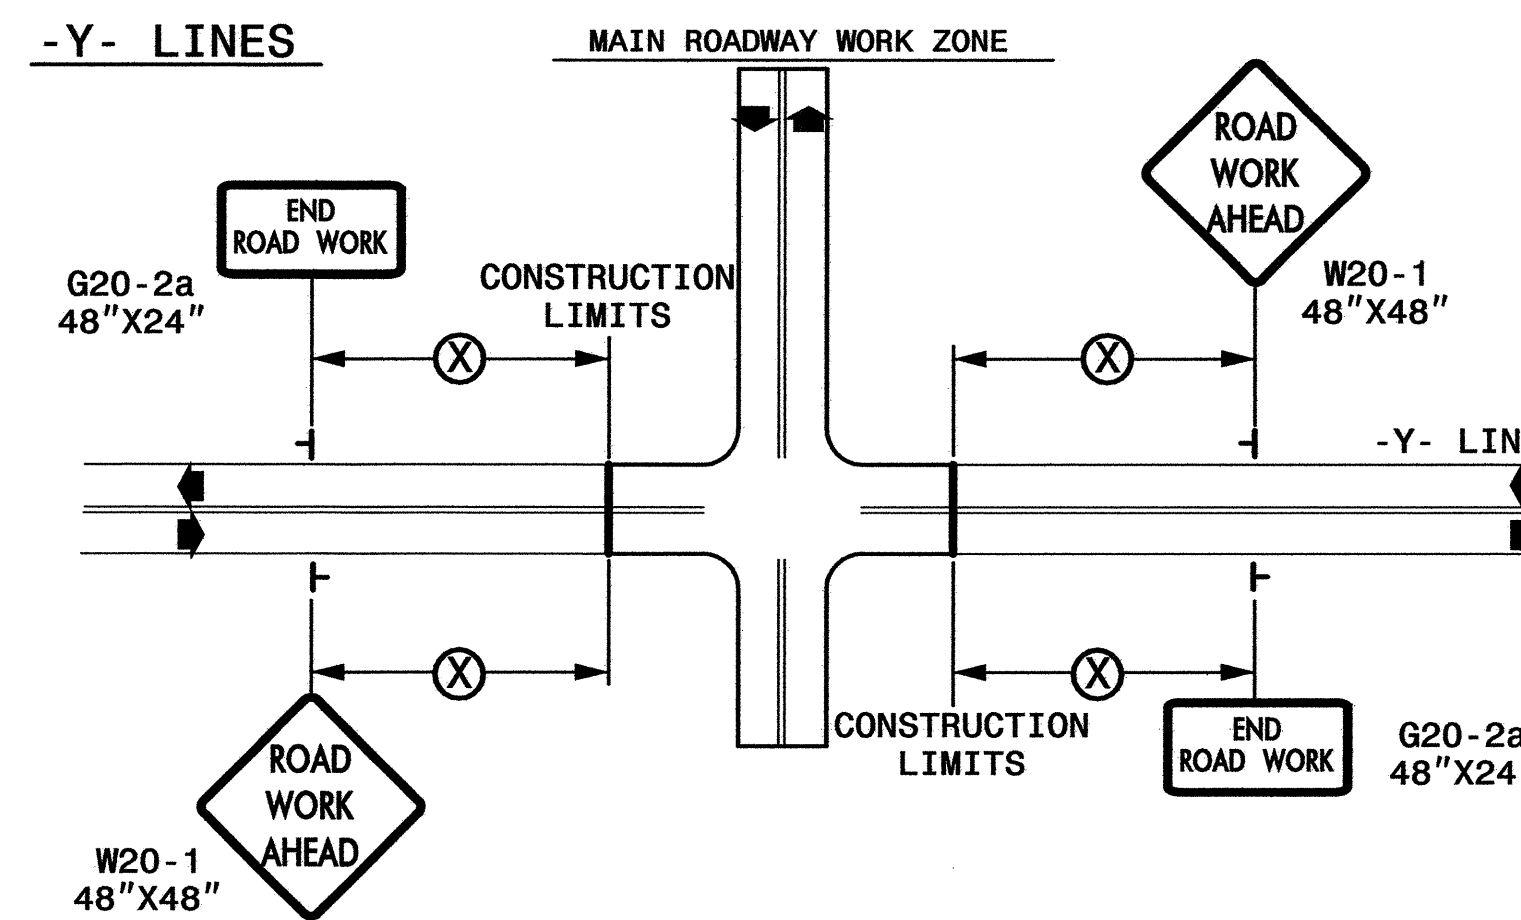 -Y- LINES
MAIN ROADWAY WORK ZONE
ROAD
WORK
AHEAD
END
ROAD WORK
G20-2a
48"X24"
CONSTRUCTION
LIMITS
W20-1
48"X48"
X
X
-Y- LIN
X
X
CONSTRUCTION
LIMITS
END
ROAD WORK
G20-2a
48"X24
ROAD
WORK
AHEAD
W20-1
48"X48"